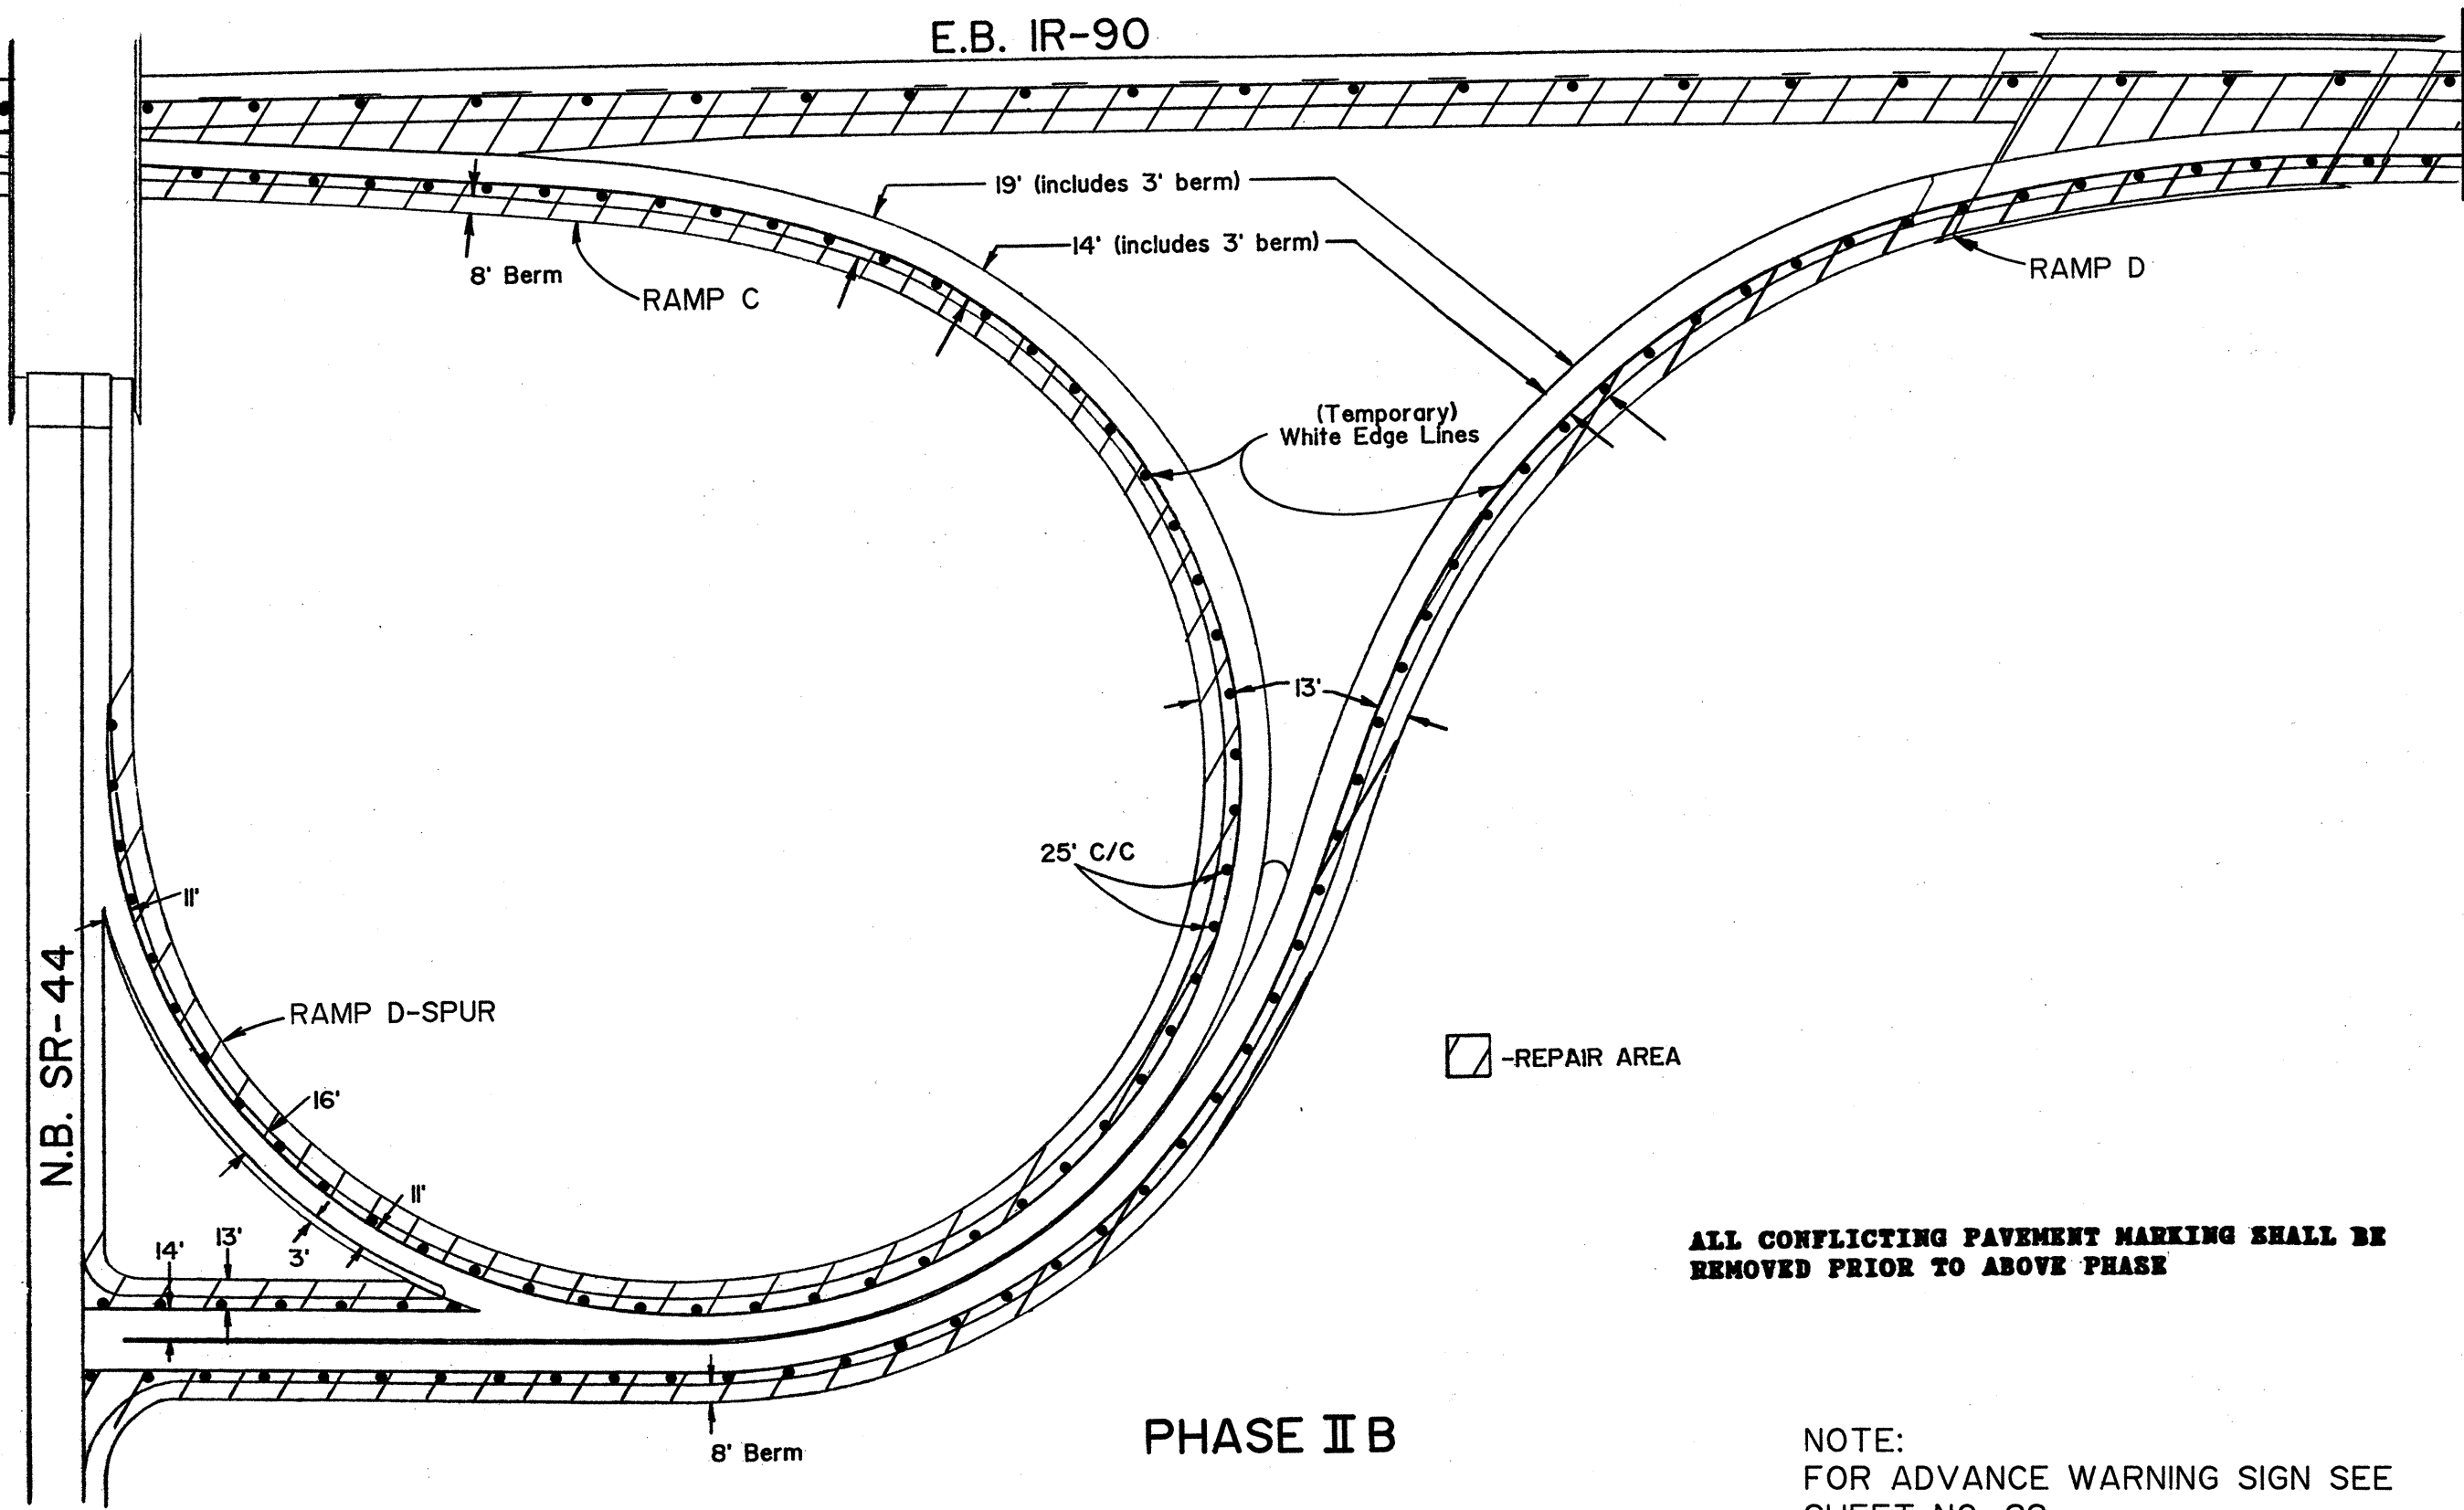 E.B. IR-90
19' (includes 3' berm)
14' (includes 3' berm)
8' Berm
RAMP C
RAMP D
(Temporary)
White Edge Lines
13'
25' C/C
11'
N.B. SR-44
RAMP D-SPUR
-REPAIR AREA
16'
11'
14'
13'
3'
ALL CONFLICTING PAVEMENT MARKING SHALL BE
REMOVED PRIOR TO ABOVE PHASE
8' Berm
PHASE II B
NOTE:
FOR ADVANCE WARNING SIGN SEE
SHEET NO.